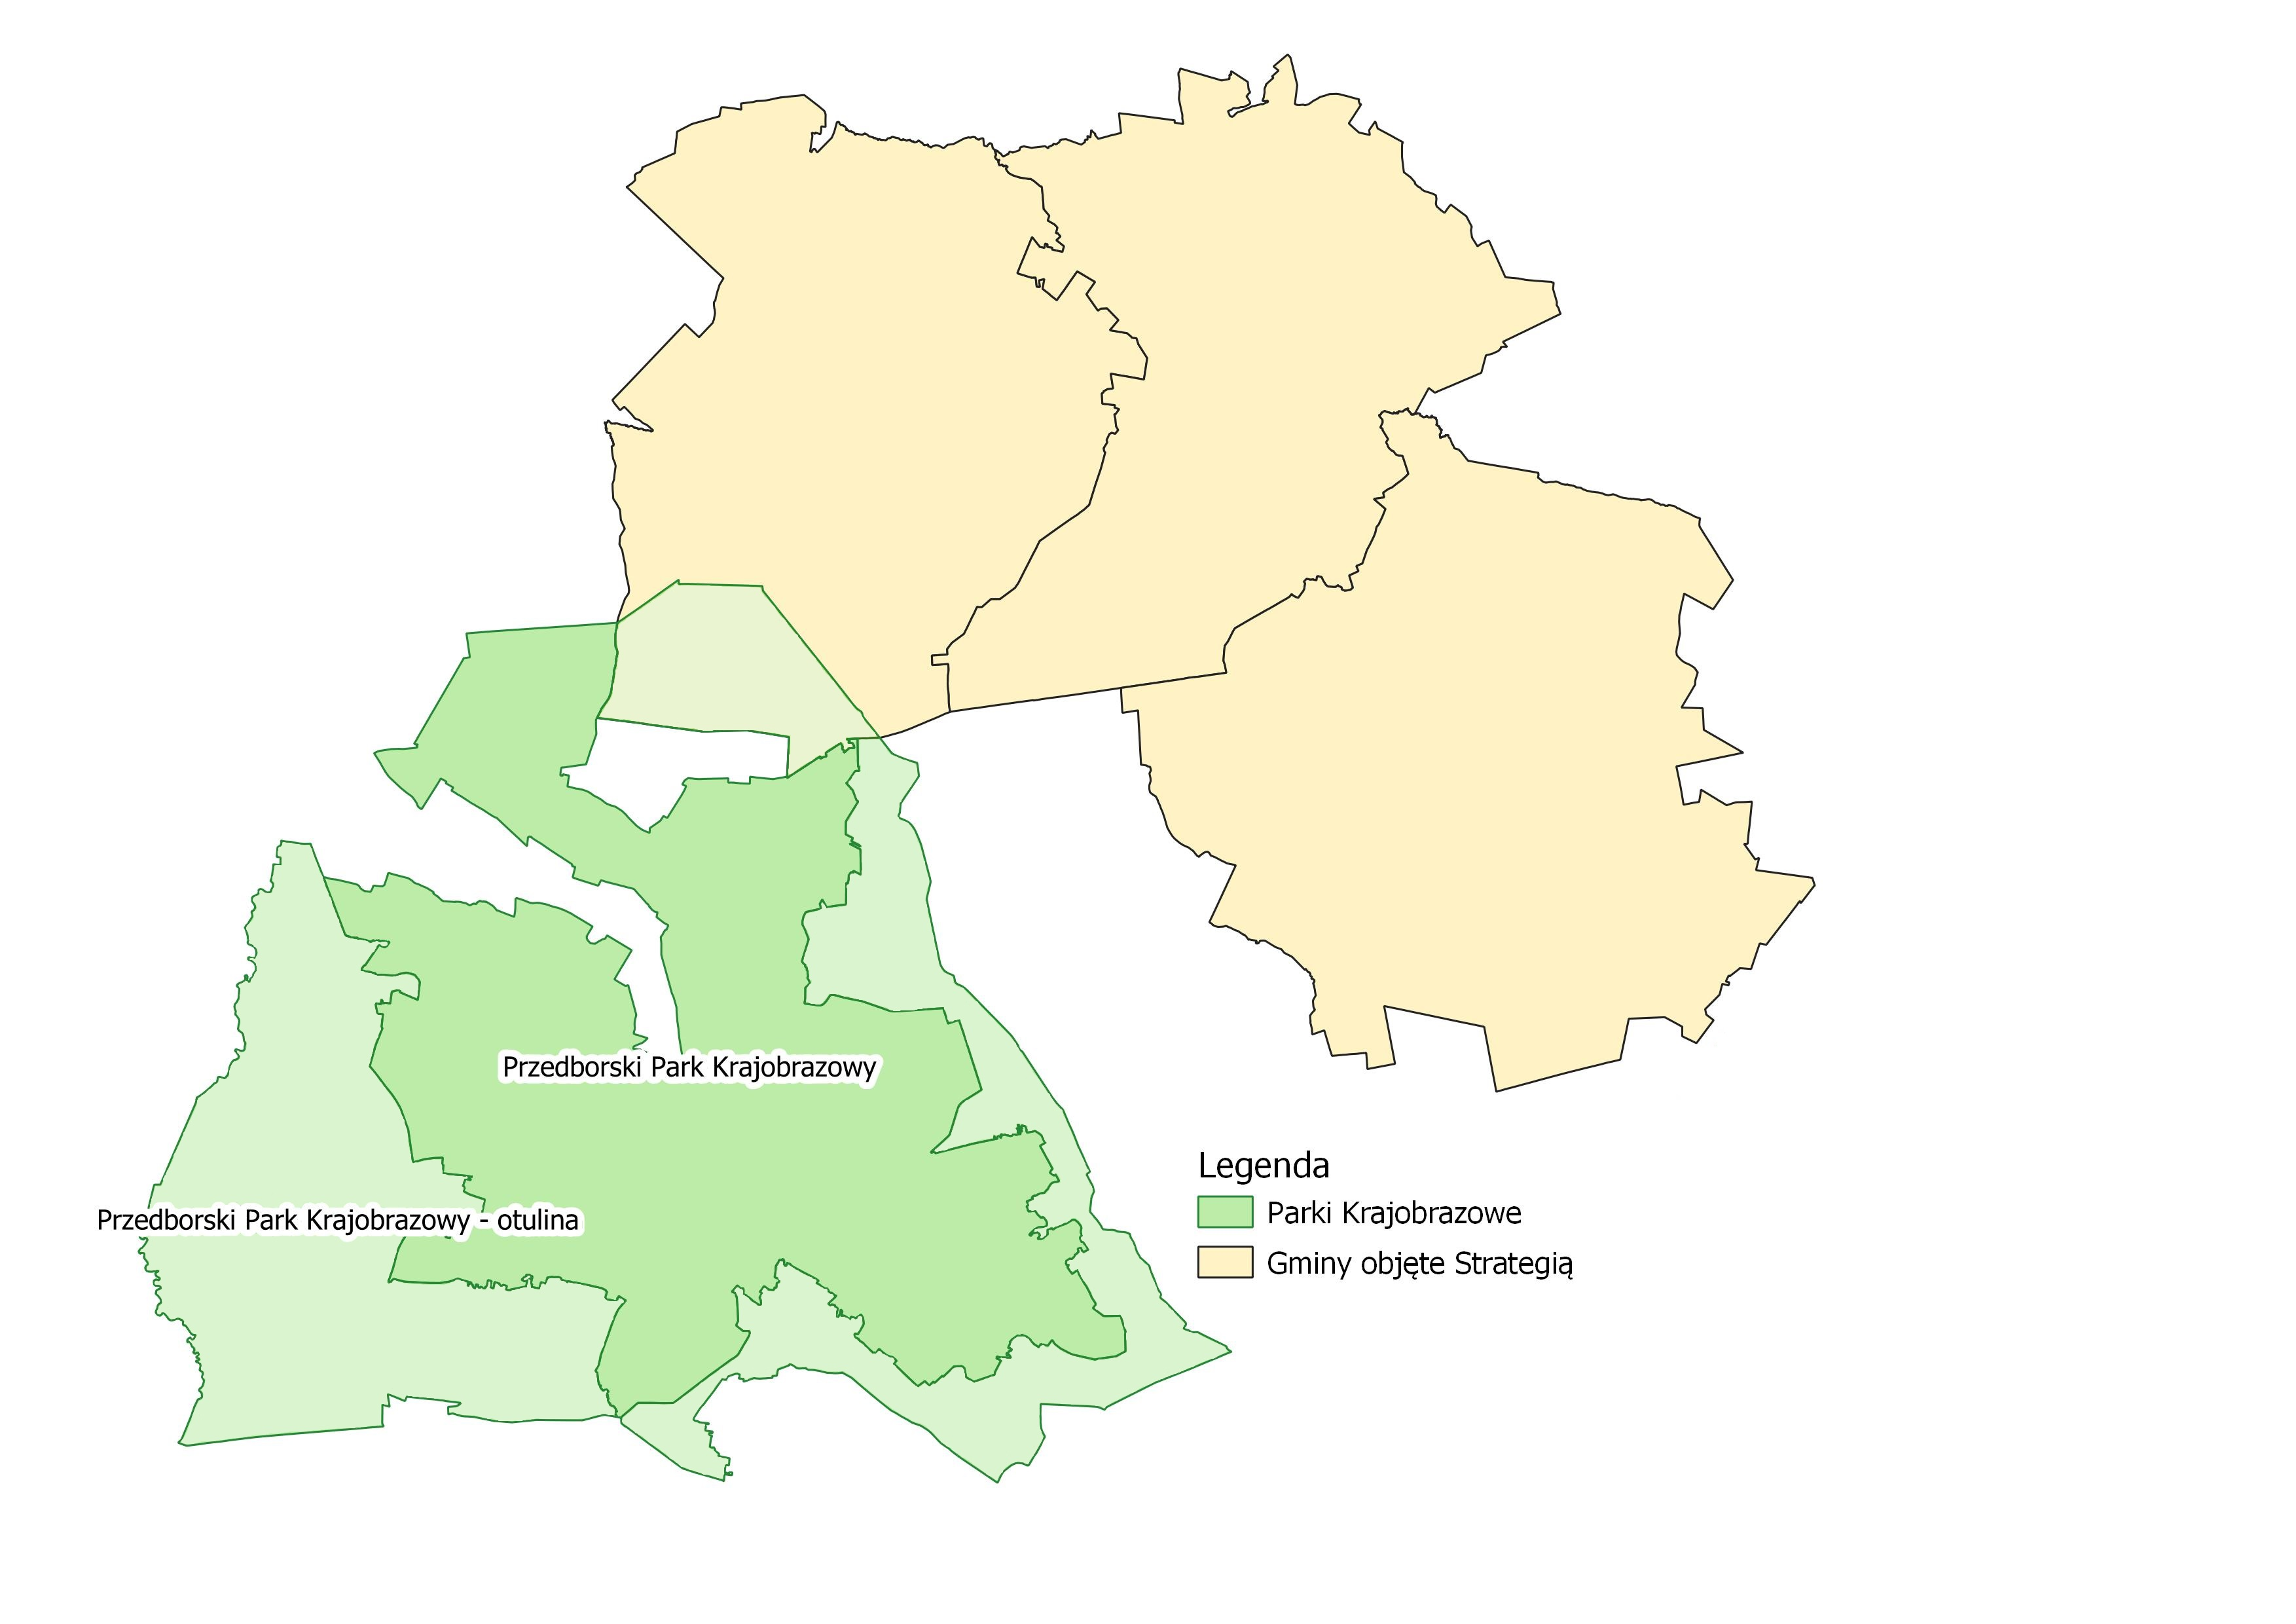 Przedborski Park Krajobrazowy
Przedborski Park Krajobrazowy - otulina
Legenda
Parki Krajobrazowe
Gminy objęte Strategią